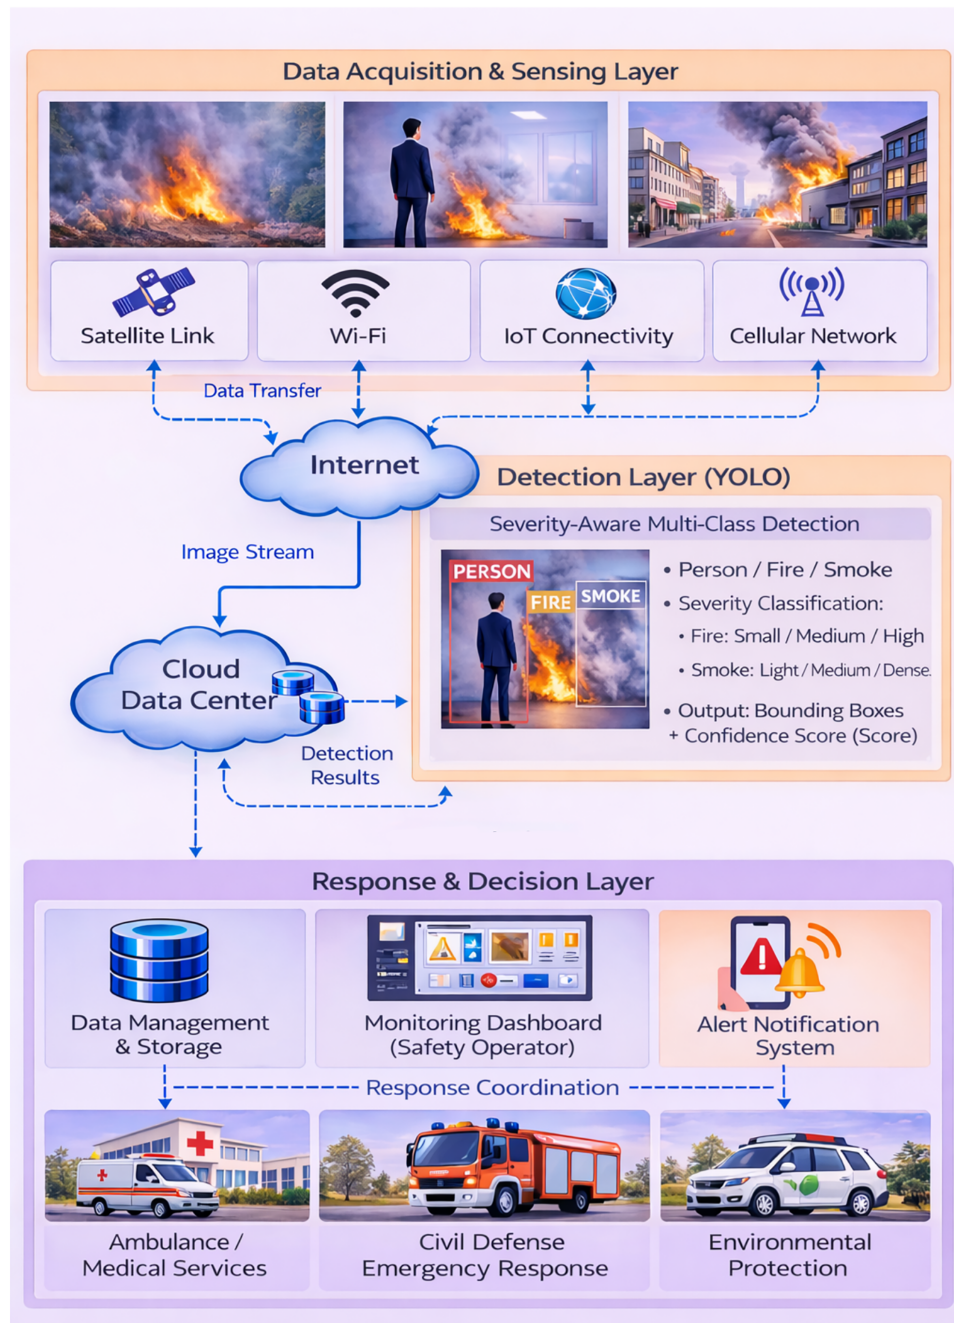 Data Acquisition & Sensing Layer
Satellite Link
Wi-Fi
IoT Connectivity
Cellular Network
Data Transfer
Internet
Detection Layer (YOLO)
Severity-Aware Multi-Class Detection
Image Stream
PERSON
FIRE
SMOKE
• Person / Fire / Smoke
• Severity Classification:
• Fire: Small / Medium / High
• Smoke: Light / Medium / Dense.
• Output: Bounding Boxes
+ Confidence Score (Score)
Cloud
Data Center
Detection
Results
Response & Decision Layer
Data Management
& Storage
Monitoring Dashboard
(Safety Operator)
Alert Notification
System
Response Coordination
Ambulance /
Medical Services
Civil Defense
Emergency Response
Environmental
Protection